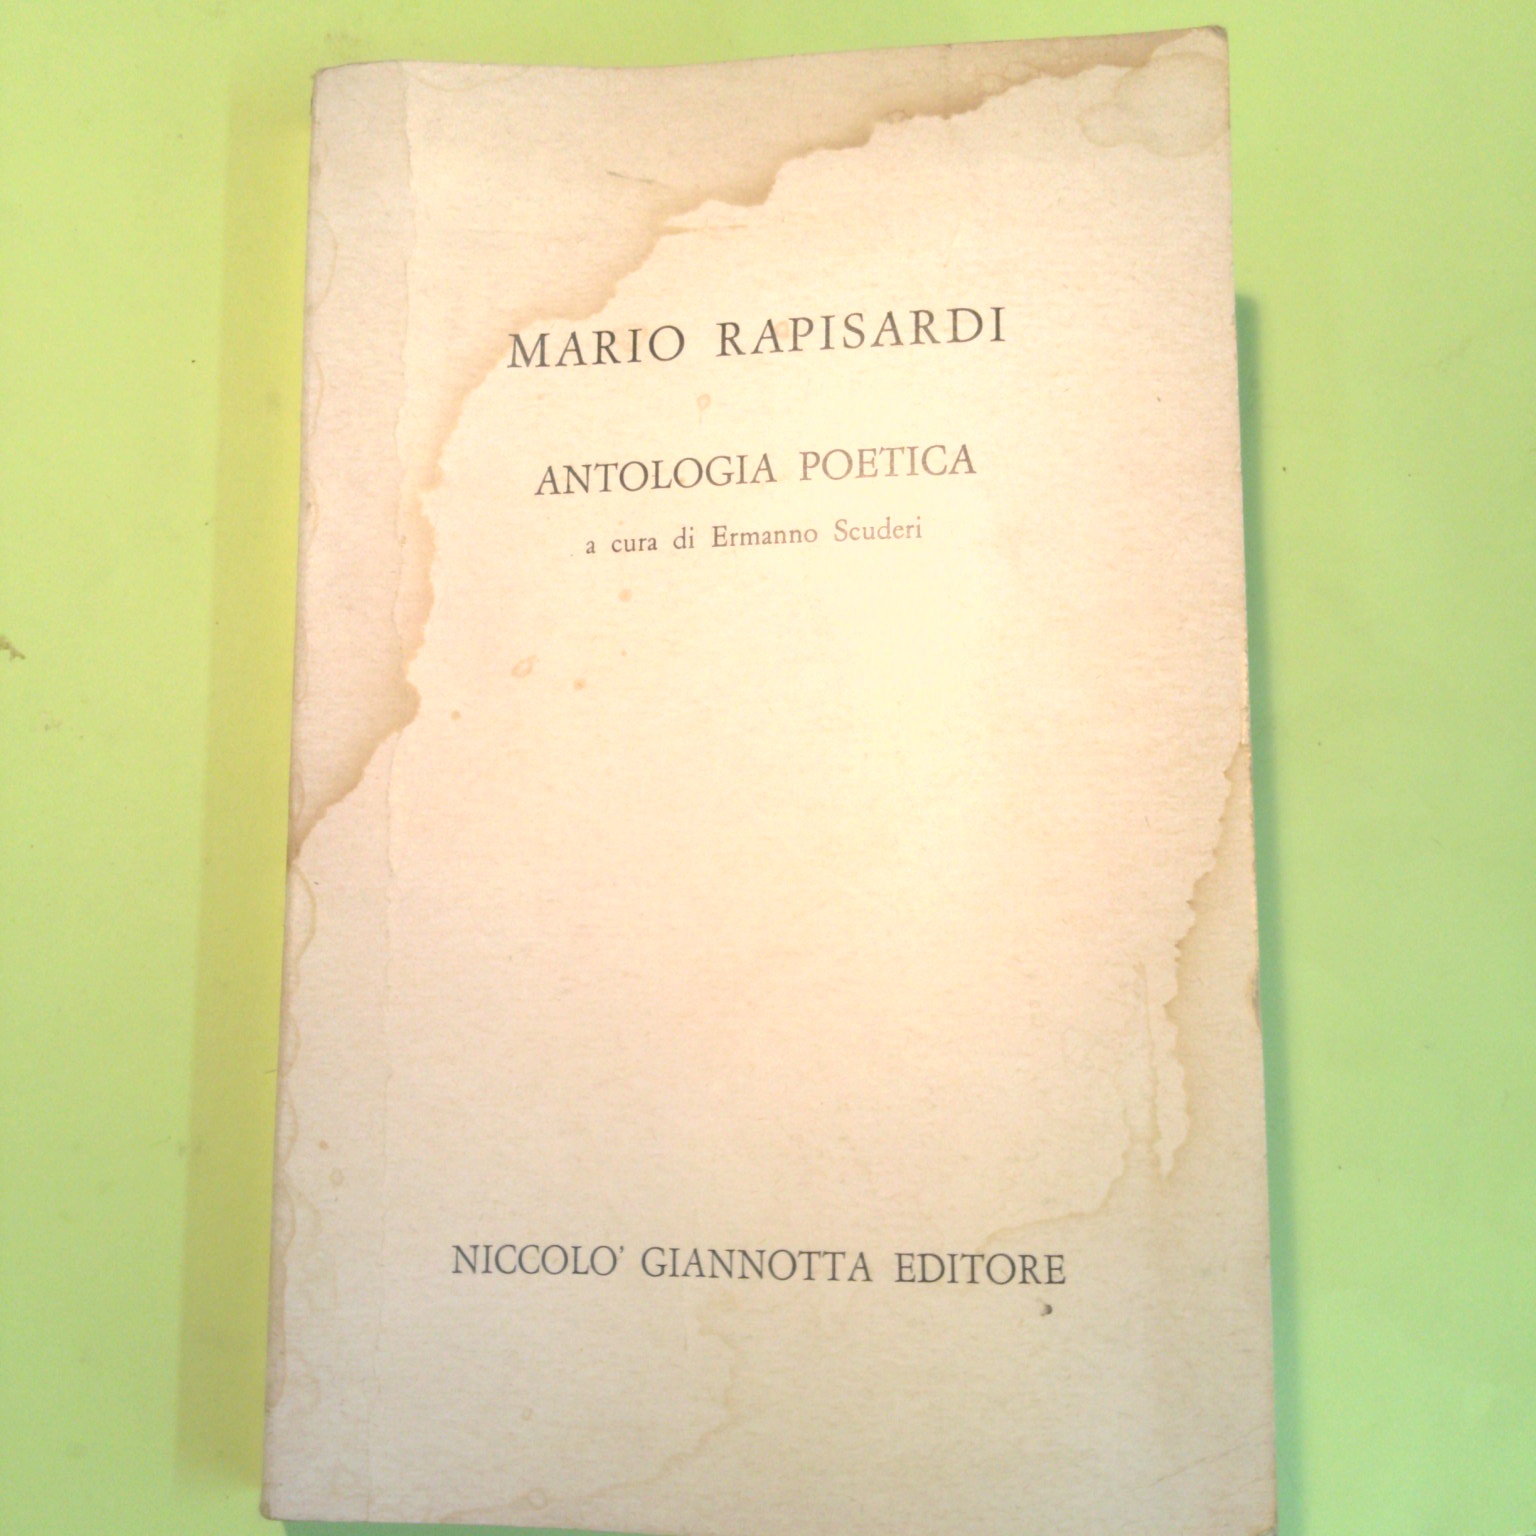 MARIO RAPISARDI
ANTOLOGIA POETICA
a cura di Ermanno Scuderi
NICCOLO' GIANNOTTA EDITORE